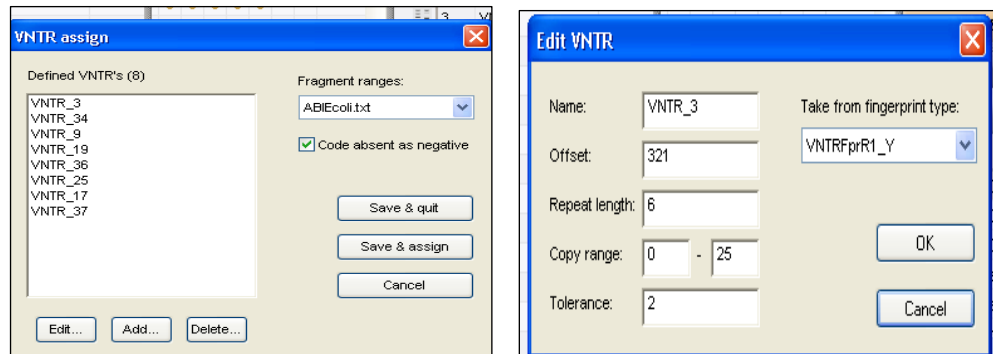 VNTR assign
Defined VNTR's (8)
VNTR_3
VNTR_34
VNTR_9
VNTR_19
VNTR_36
VNTR_25
VNTR_17
VNTR_37
Edit...
Add...
Delete...
Fragment ranges:
ABIEcoli.txt
Code absent as negative
Save & quit
Save & assign
Cancel
Edit VNTR
Name: VNTR_3
Offset: 321
Repeat length: 6
Copy range: 0 - 25
Tolerance: 2
Take from fingerprint type:
VNTRFprR1_Y
OK
Cancel